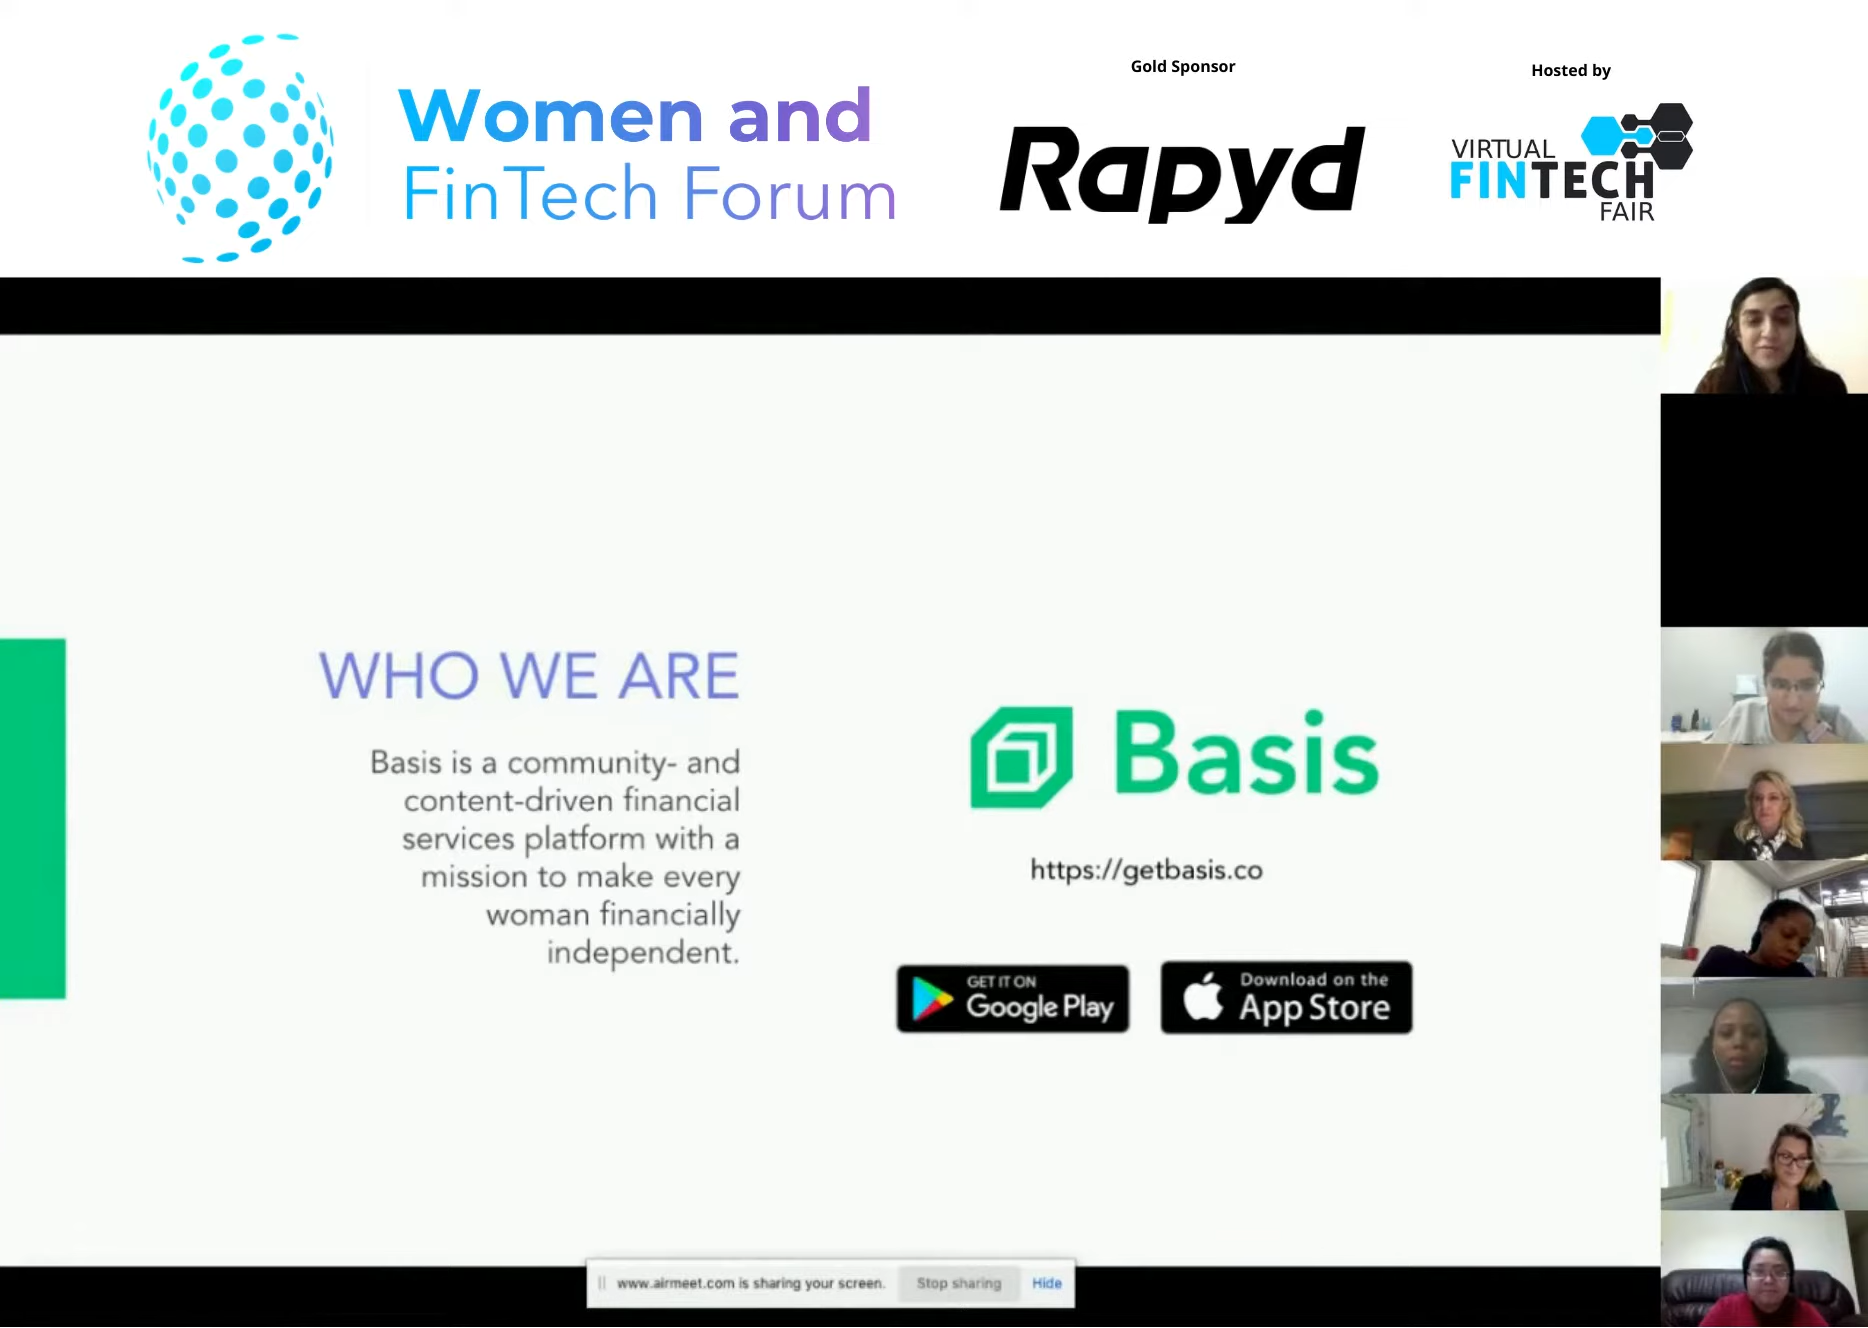 Women and
FinTech Forum
Gold Sponsor
Rapyd
Hosted by
VIRTUAL
FINTECH
FAIR
WHO WE ARE
Basis is a community- and
content-driven financial
services platform with a
mission to make every
woman financially
independent.
Basis
https://getbasis.co
GET IT ON
Google Play
Download on the
App Store
www.airmeet.com is sharing your screen.
Stop sharing
Hide